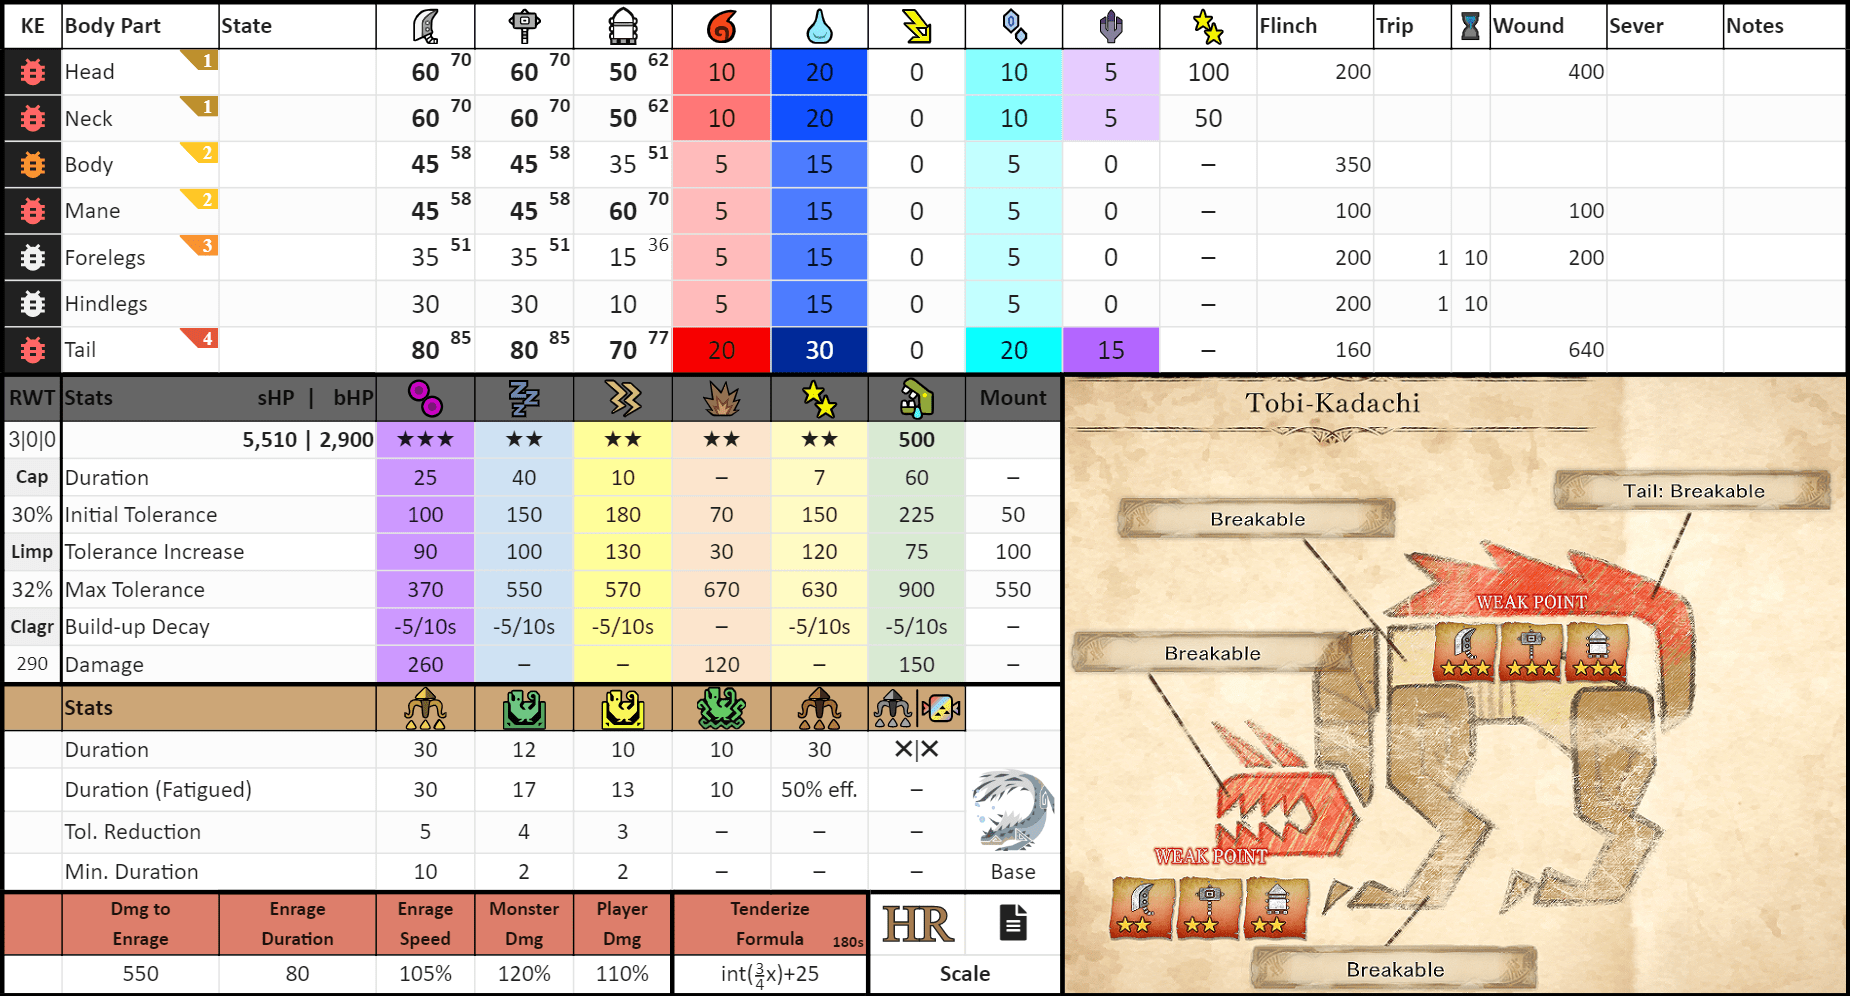 KE Body Part State Flinch Trip Wound Sever Notes
Head 1 60 70 60 70 50 62 10 20 0 10 5 100 200 400
Neck 1 60 70 60 70 50 62 10 20 0 10 5 50
Body 2 45 58 45 58 35 51 5 15 0 5 0 – 350
Mane 2 45 58 45 58 60 70 5 15 0 5 0 – 100 100
Forelegs 3 35 51 35 51 15 36 5 15 0 5 0 – 200 1 10 200
Hindlegs 30 30 10 5 15 0 5 0 – 200 1 10
Tail 4 80 85 80 85 70 77 20 30 0 20 15 – 160 640
RWT Stats sHP | bHP Mount
3|0|0 5,510 | 2,900 ★★★ ★★ ★★ ★★ ★★ 500
Cap Duration 25 40 10 – 7 60 –
30% Initial Tolerance 100 150 180 70 150 225 50
Limp Tolerance Increase 90 100 130 30 120 75 100
32% Max Tolerance 370 550 570 670 630 900 550
Clagr Build-up Decay -5/10s -5/10s -5/10s – -5/10s -5/10s –
290 Damage 260 – – 120 – 150 –
Stats
Duration 30 12 10 10 30 ✕|✕
Duration (Fatigued) 30 17 13 10 50% eff. –
Tol. Reduction 5 4 3 – – –
Min. Duration 10 2 2 – – – Base
Dmg to Enrage Enrage Monster Player Tenderize
Enrage Duration Speed Dmg Dmg Formula 180s HR
550 80 105% 120% 110% int(3/4x)+25 Scale
Tobi-Kadachi
Tail: Breakable
Breakable
WEAK POINT
Breakable
WEAK POINT
Breakable